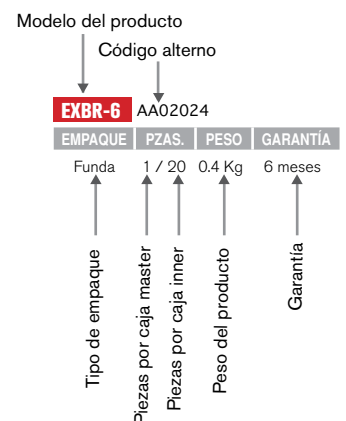 Modelo del producto
Código alterno
EXBR-6 AA02024
EMPAQUE PZAS. PESO GARANTÍA
Funda 1 / 20 0.4 Kg 6 meses
Tipo de empaque
Piezas por caja master
Piezas por caja inner
Peso del producto
Garantía